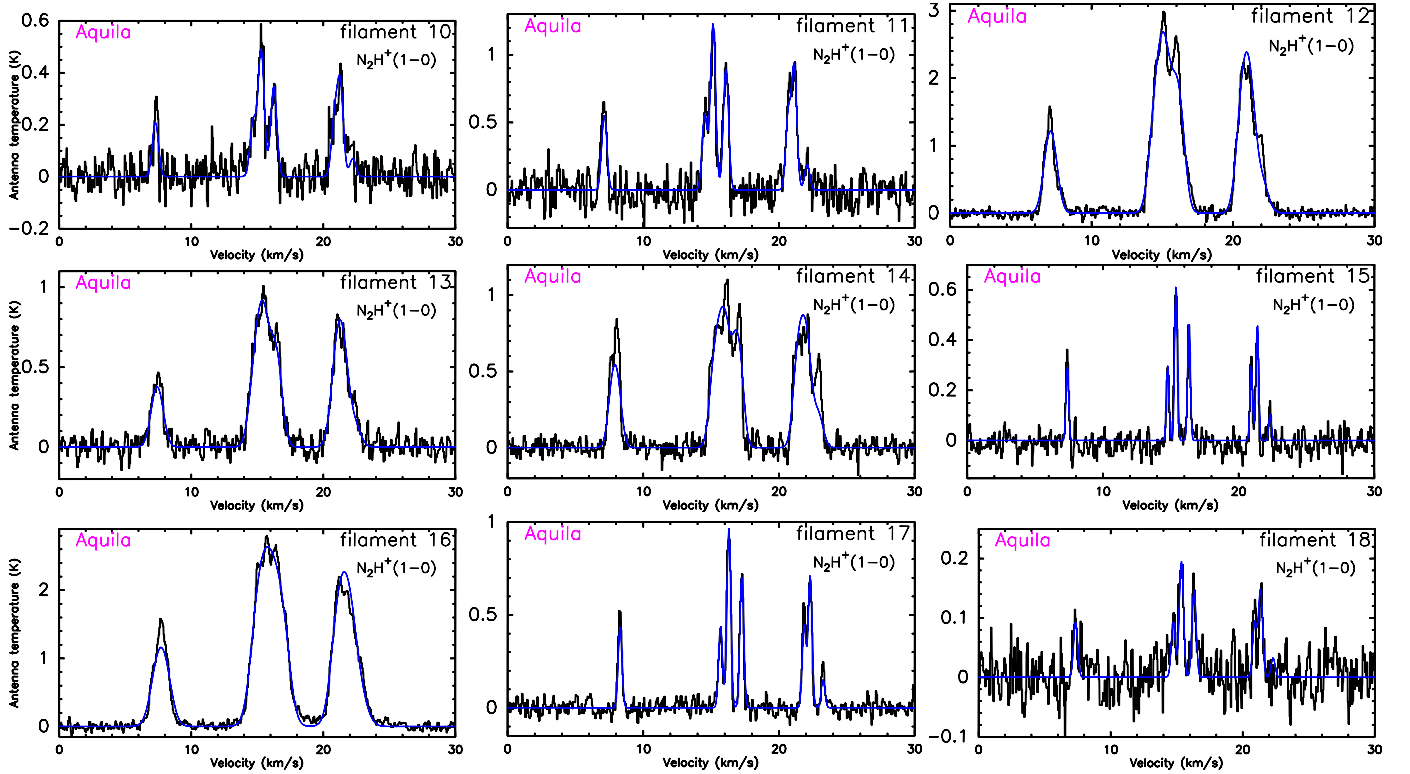 Aquila filament 10
N₂H⁺(1−0)
Antenna temperature (K)
0.6
0.4
0.2
0
−0.2
0 10 20 30
Velocity (km/s)
Aquila filament 11
N₂H⁺(1−0)
1
0.5
0
0 10 20 30
Velocity (km/s)
Aquila filament 12
N₂H⁺(1−0)
3
2
1
0
0 10 20 30
Velocity (km/s)
Aquila filament 13
N₂H⁺(1−0)
Antenna temperature (K)
1
0.5
0
0 10 20 30
Velocity (km/s)
Aquila filament 14
N₂H⁺(1−0)
1
0.5
0
0 10 20 30
Velocity (km/s)
Aquila filament 15
N₂H⁺(1−0)
0.6
0.4
0.2
0
0 10 20 30
Velocity (km/s)
Aquila filament 16
N₂H⁺(1−0)
Antenna temperature (K)
2
1
0
0 10 20 30
Velocity (km/s)
Aquila filament 17
N₂H⁺(1−0)
1
0.5
0
0 10 20 30
Velocity (km/s)
Aquila filament 18
N₂H⁺(1−0)
0.2
0.1
0
−0.1
0 10 20 30
Velocity (km/s)